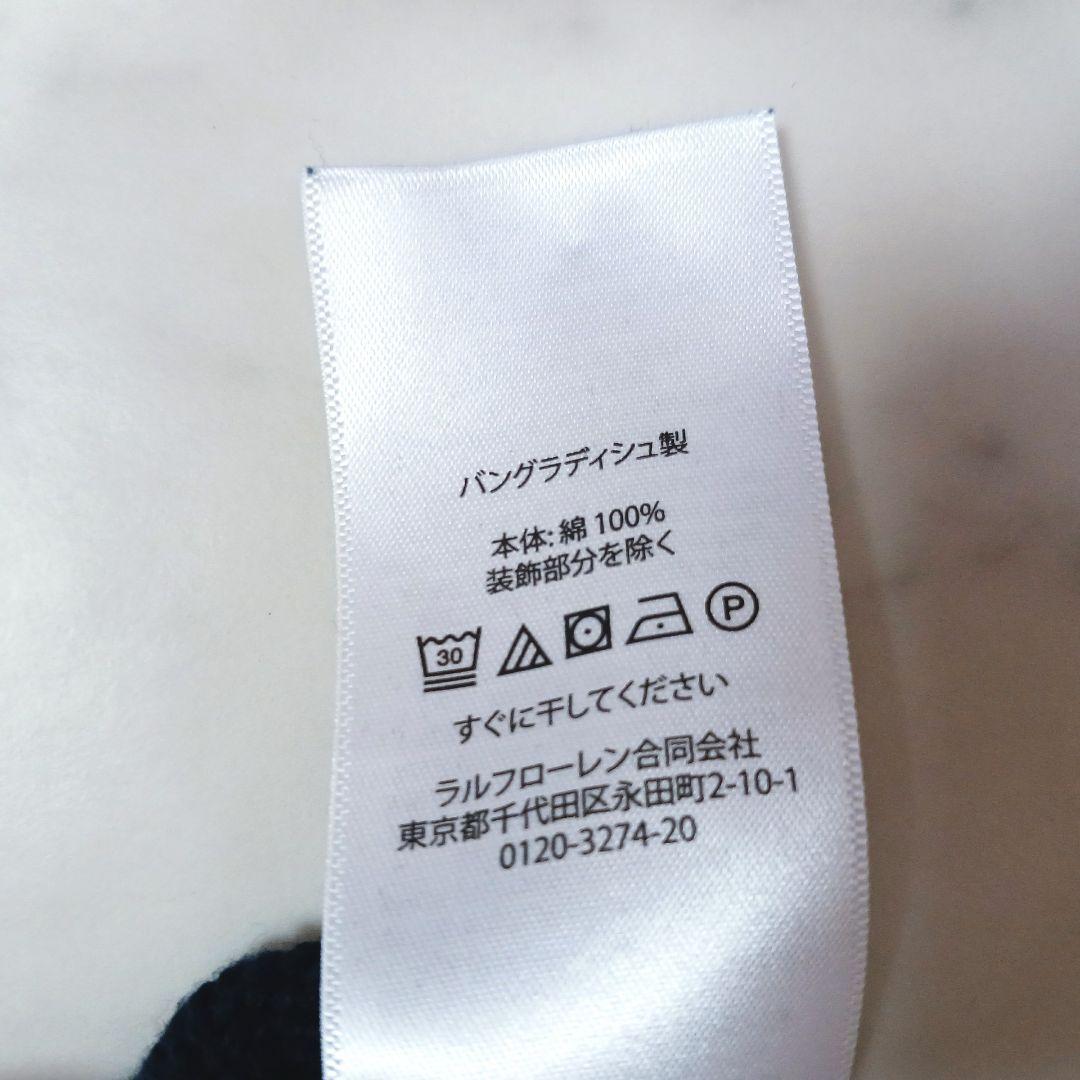 バングラディシュ製
本体: 綿 100%
装飾部分を除く
30 P
すぐに干してください
ラルフローレン合同会社
東京都千代田区永田町2-10-1
0120-3274-20